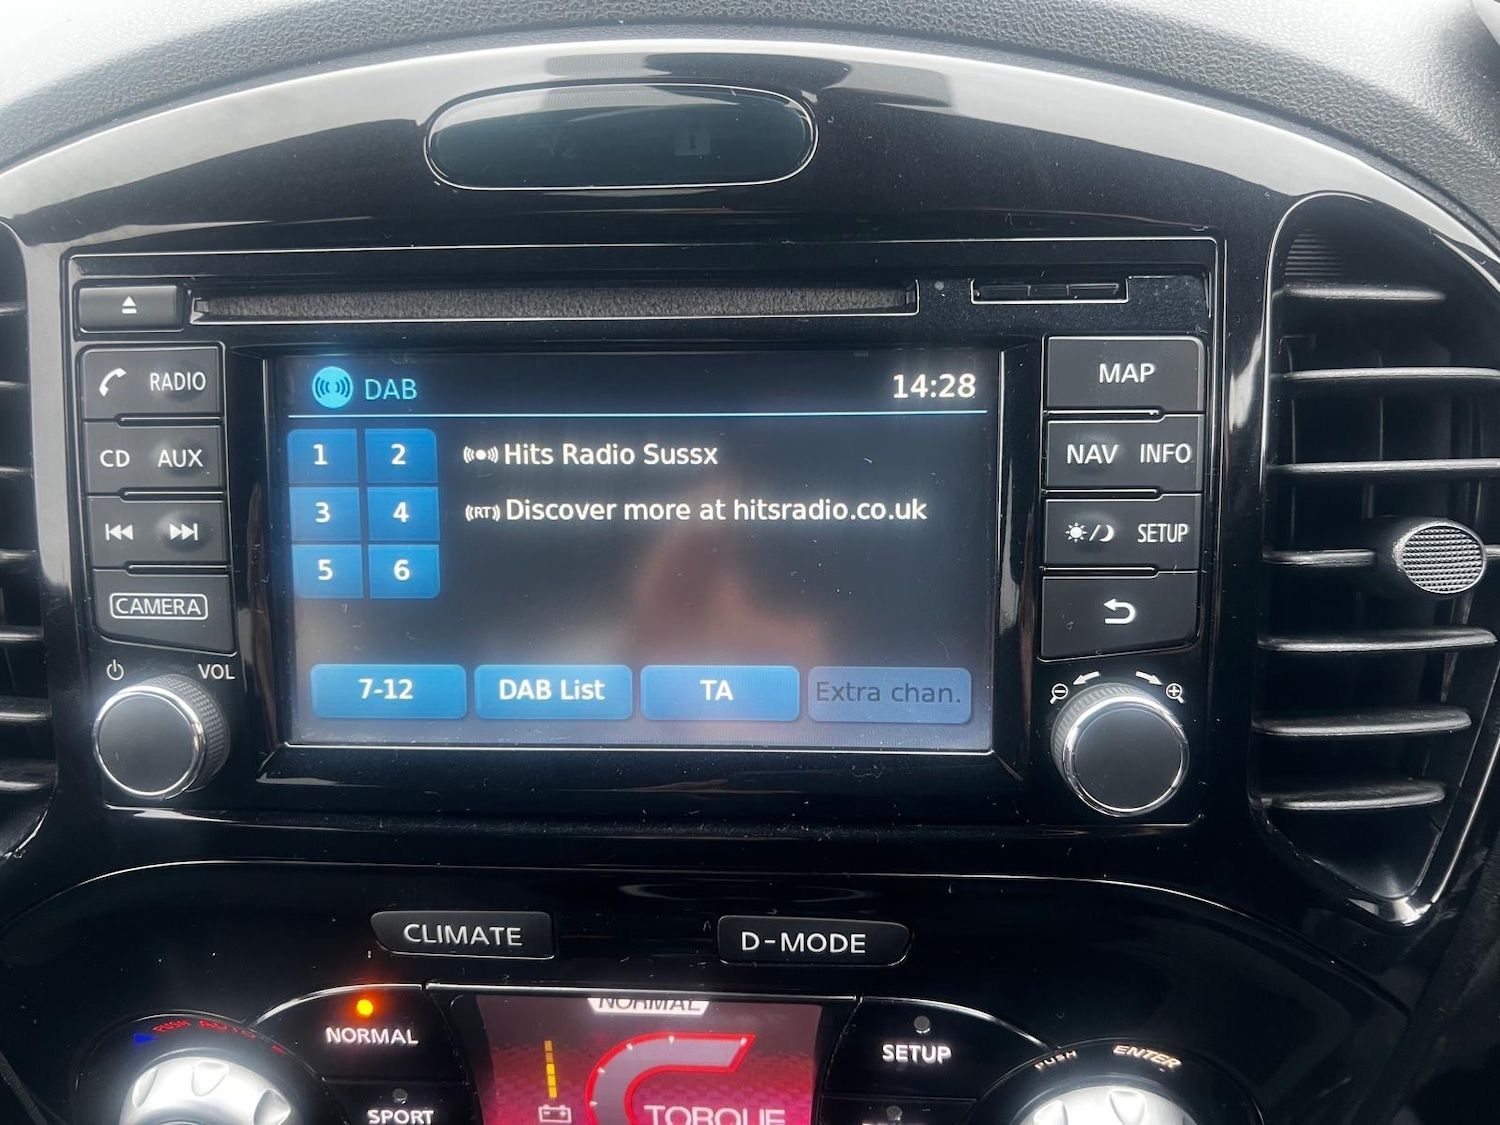 DAB 14:28
1 2 Hits Radio Sussx
3 4 (RT) Discover more at hitsradio.co.uk
5 6
7-12 DAB List TA Extra chan.
RADIO
CD AUX
CAMERA
VOL
MAP
NAV INFO
SETUP
CLIMATE D-MODE
NORMAL
PUSH AUTO
NORMAL
SPORT
TORQUE
SETUP
PUSH ENTER